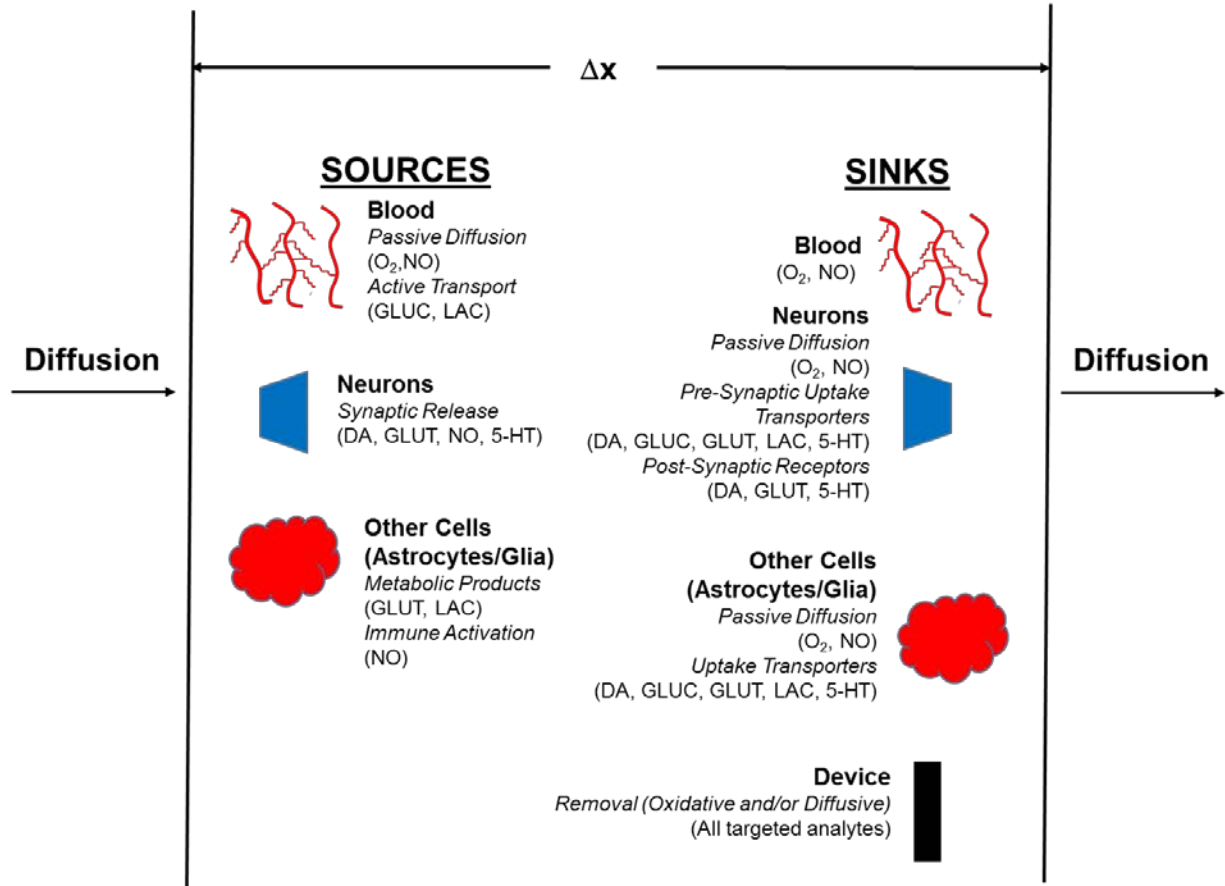 Δx
SOURCES
Blood
Passive Diffusion
(O₂,NO)
Active Transport
(GLUC, LAC)
Neurons
Synaptic Release
(DA, GLUT, NO, 5-HT)
Other Cells
(Astrocytes/Glia)
Metabolic Products
(GLUT, LAC)
Immune Activation
(NO)
SINKS
Blood
(O₂, NO)
Neurons
Passive Diffusion
(O₂, NO)
Pre-Synaptic Uptake
Transporters
(DA, GLUC, GLUT, LAC, 5-HT)
Post-Synaptic Receptors
(DA, GLUT, 5-HT)
Other Cells
(Astrocytes/Glia)
Passive Diffusion
(O₂, NO)
Uptake Transporters
(DA, GLUC, GLUT, LAC, 5-HT)
Device
Removal (Oxidative and/or Diffusive)
(All targeted analytes)
Diffusion
Diffusion